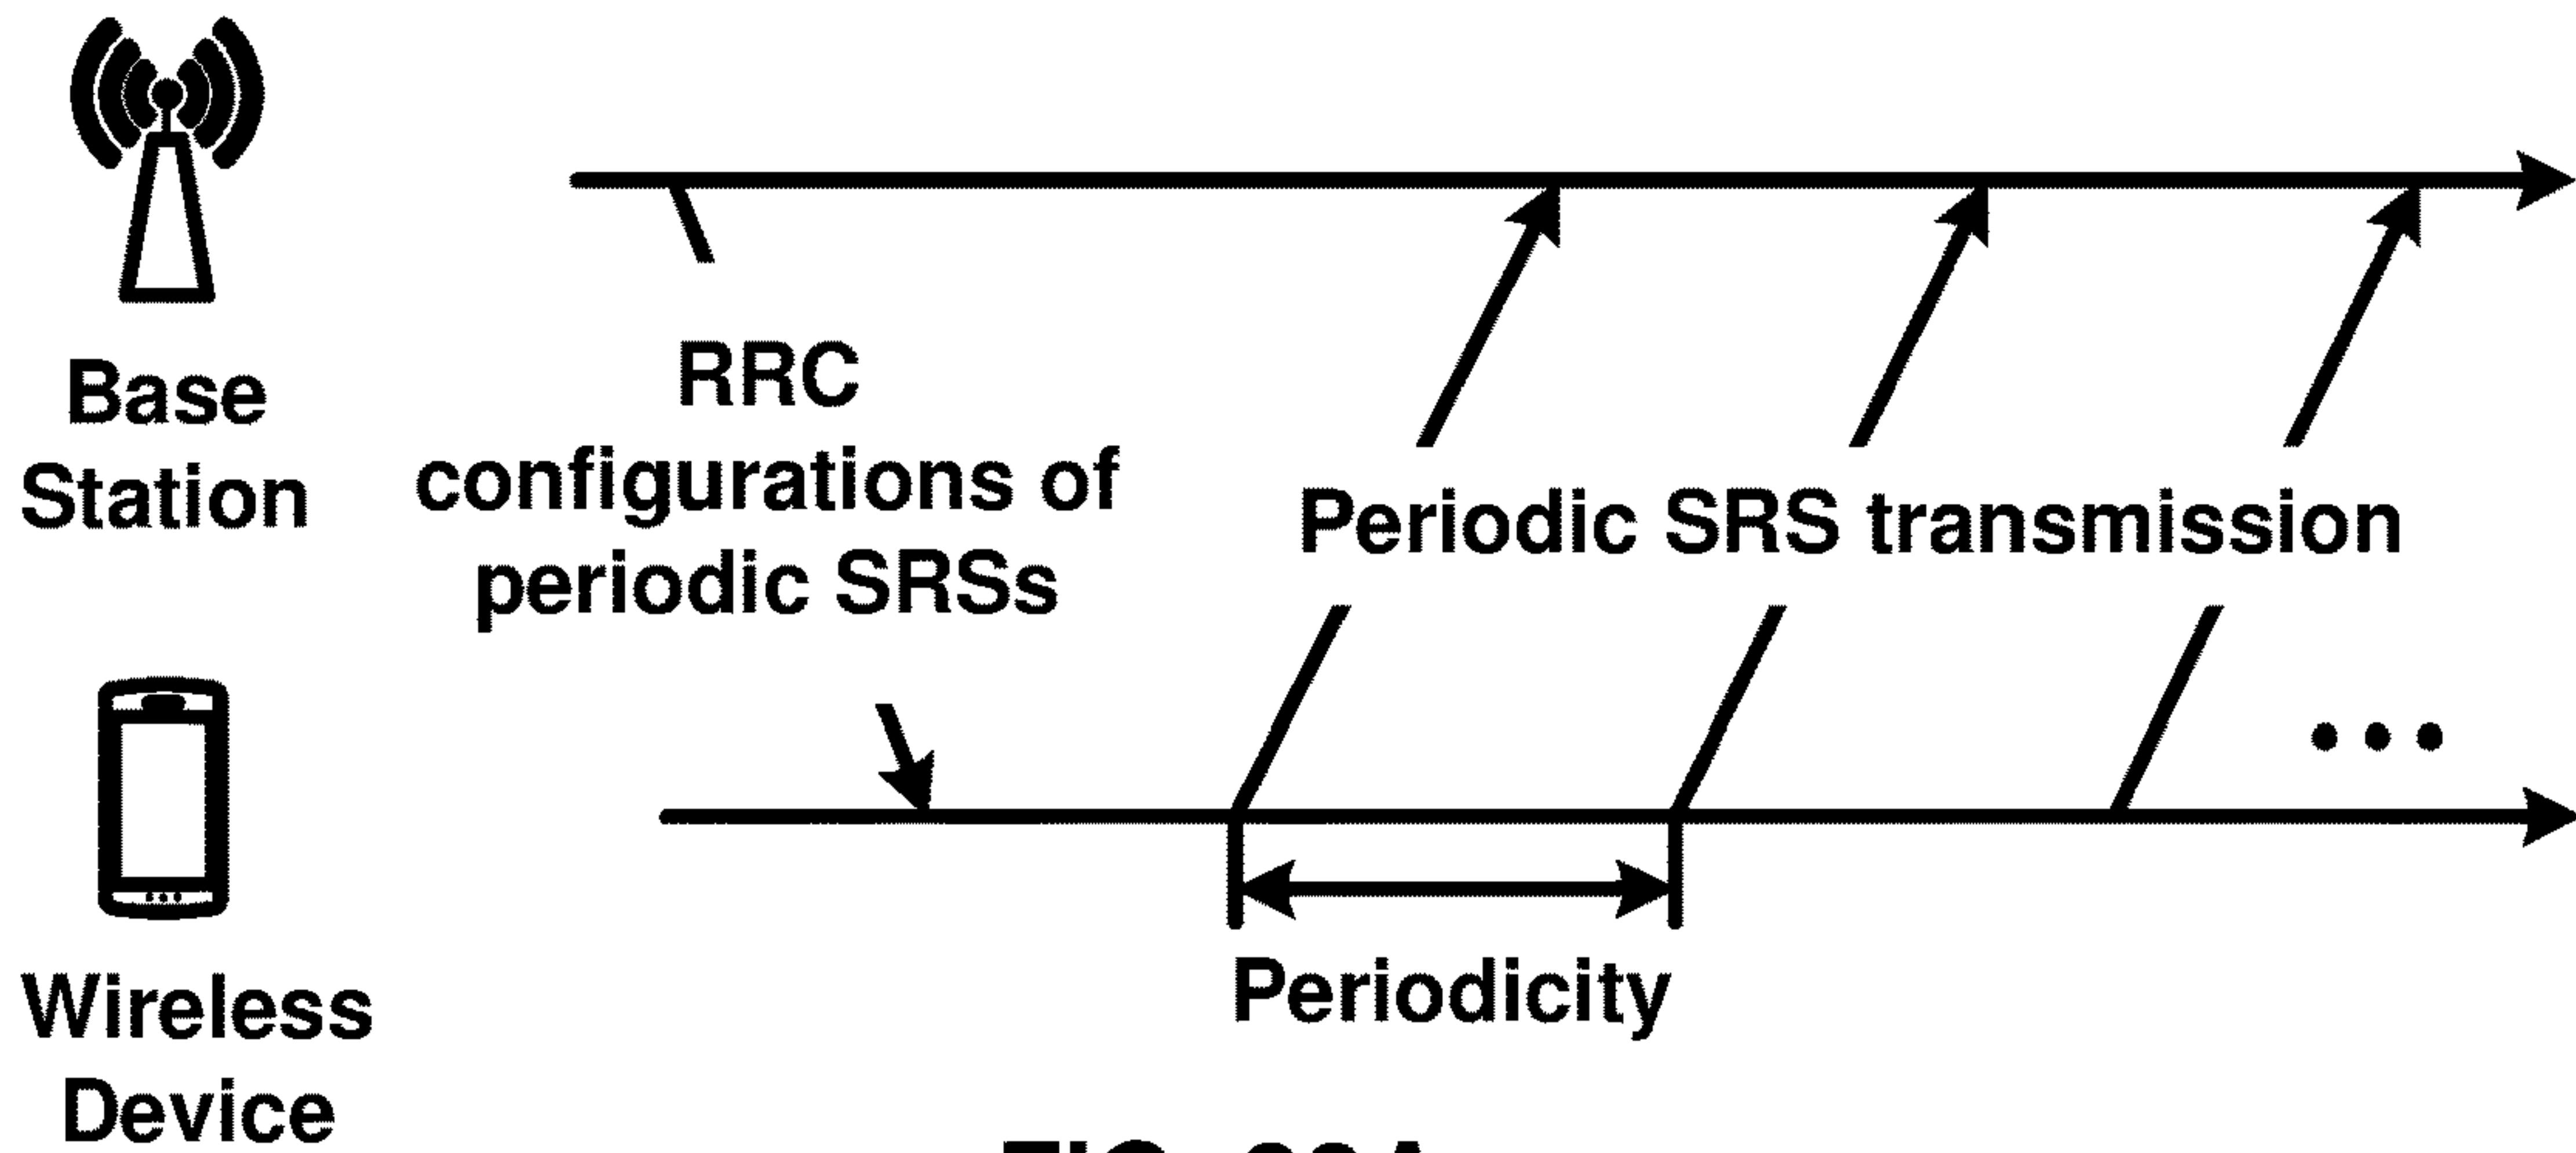 Base
Station
RRC
configurations of
periodic SRSs
Periodic SRS transmission
Periodicity
Wireless
Device